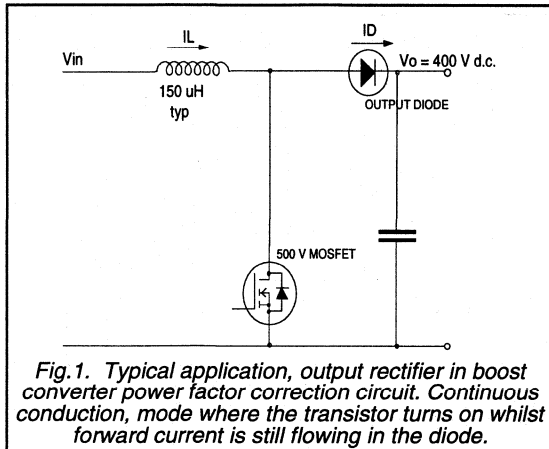 IL
ID
Vin
Vo = 400 V d.c.
150 uH
typ
OUTPUT DIODE
500 V MOSFET
Fig.1. Typical application, output rectifier in boost
converter power factor correction circuit. Continuous
conduction, mode where the transistor turns on whilst
forward current is still flowing in the diode.